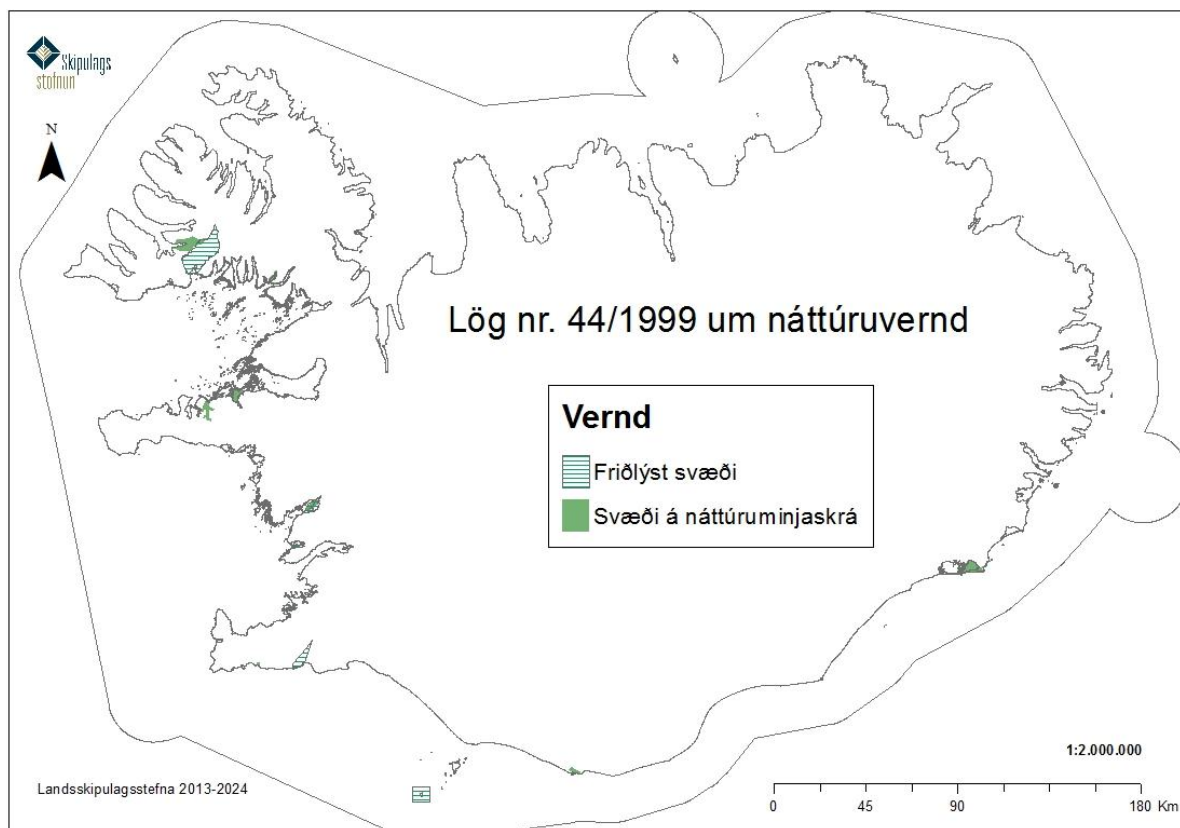 Skipulags
stofnun
N
Lög nr. 44/1999 um náttúruvernd
Vernd
Friðlýst svæði
Svæði á náttúruminjaskrá
1:2.000.000
Landsskipulagsstefna 2013-2024
0 45 90 180 Km